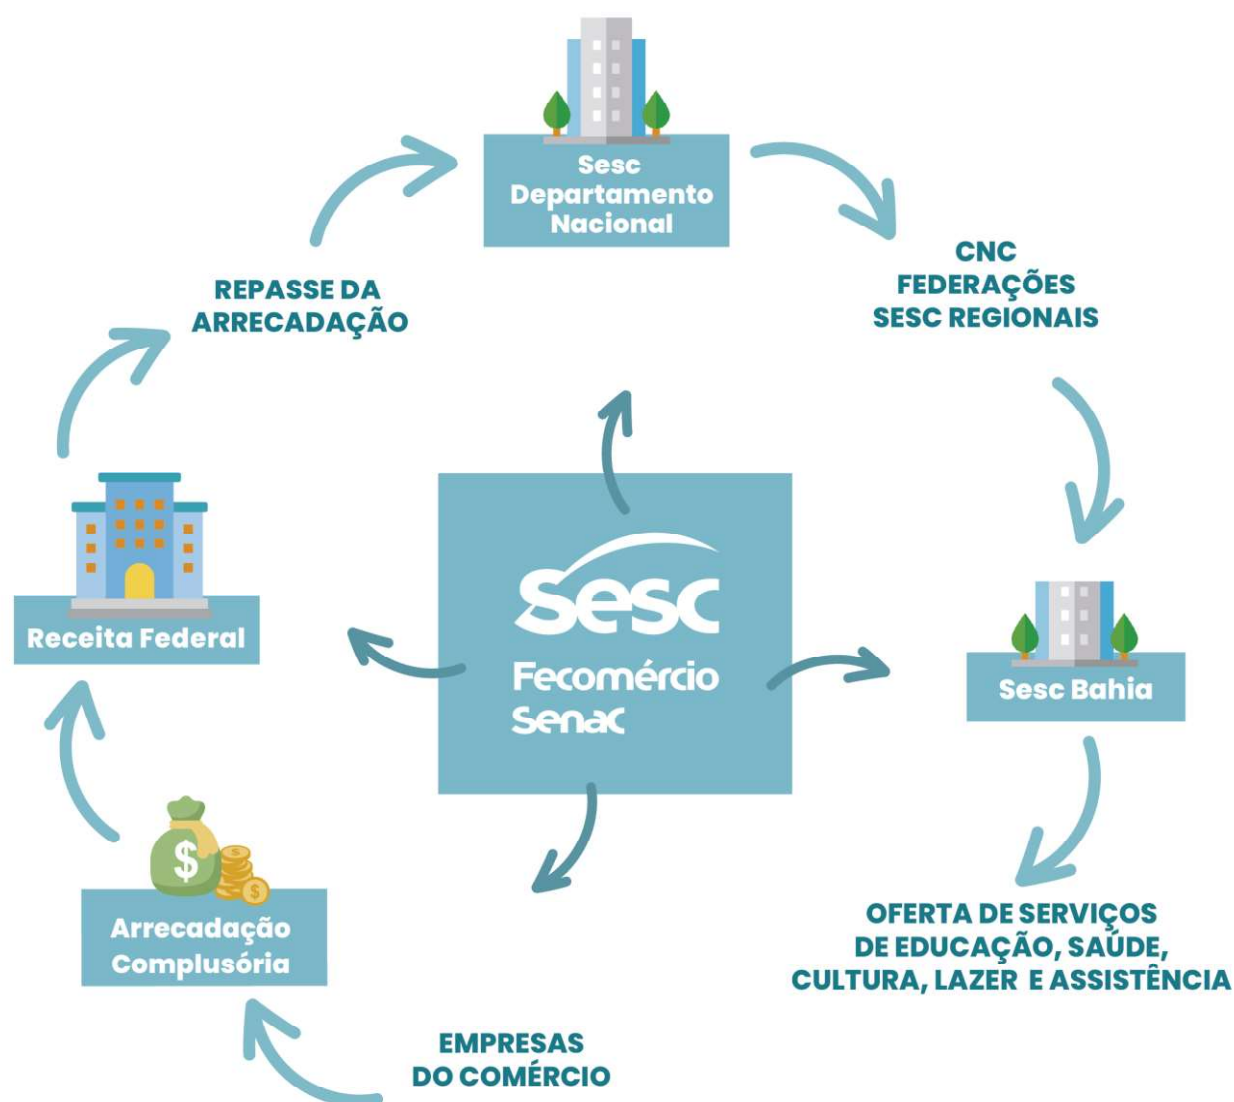 Sesc
Departamento
Nacional
CNC
FEDERAÇÕES
SESC REGIONAIS
REPASSE DA
ARRECADAÇÃO
Sesc
Fecomércio
Senac
Receita Federal
Sesc Bahia
$
$
$
Arrecadação
Complusória
OFERTA DE SERVIÇOS
DE EDUCAÇÃO, SAÚDE,
CULTURA, LAZER E ASSISTÊNCIA
EMPRESAS
DO COMÉRCIO